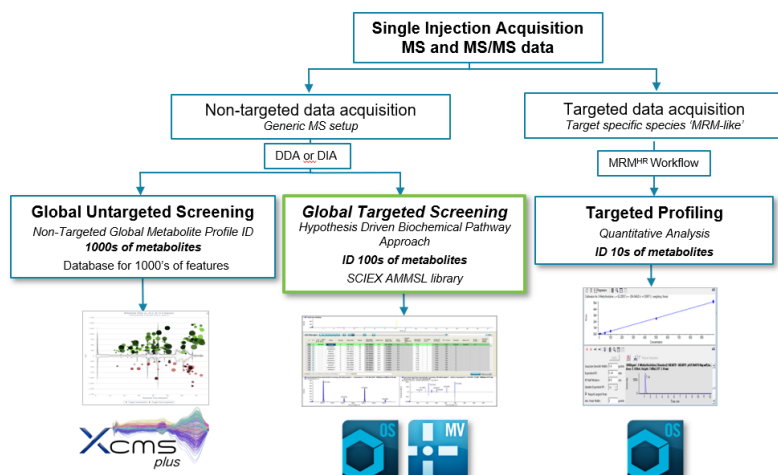 Single Injection Acquisition
MS and MS/MS data
Non-targeted data acquisition
Generic MS setup
Targeted data acquisition
Target specific species ‘MRM-like’
DDA or DIA
MRMHR Workflow
Global Untargeted Screening
Non-Targeted Global Metabolite Profile ID
1000s of metabolites
Database for 1000’s of features
Global Targeted Screening
Hypothesis Driven Biochemical Pathway
Approach
ID 100s of metabolites
SCIEX AMMSL library
Targeted Profiling
Quantitative Analysis
ID 10s of metabolites
Xcms
plus
OS
MV
OS